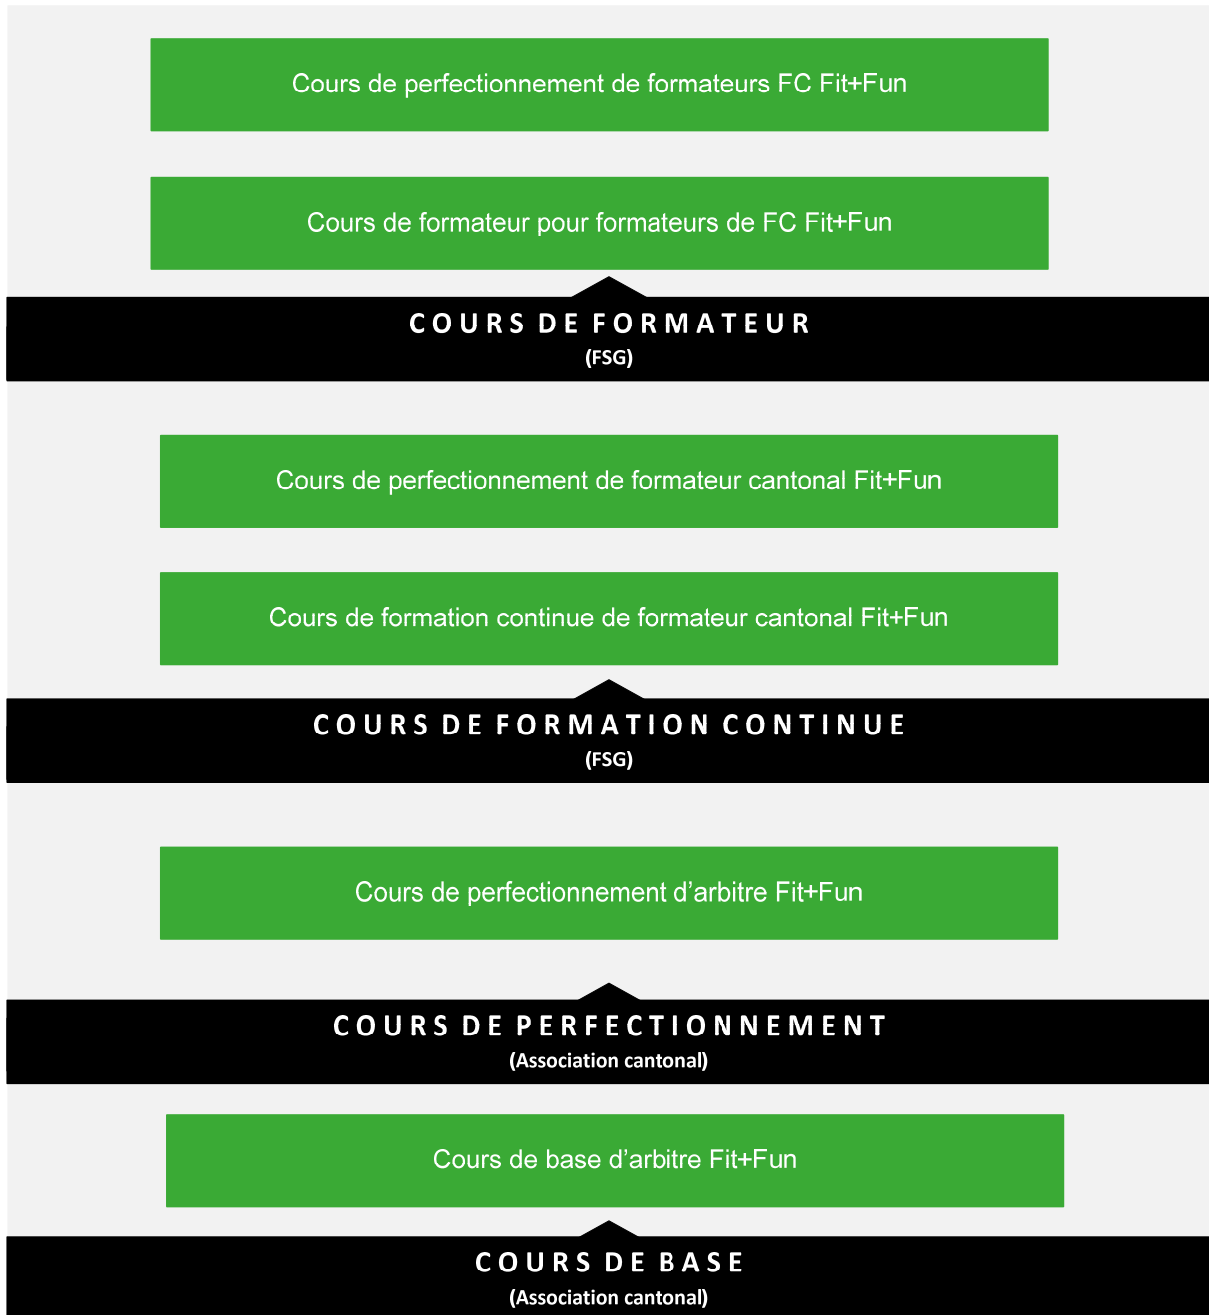 Cours de perfectionnement de formateurs FC Fit+Fun
Cours de formateur pour formateurs de FC Fit+Fun
COURS DE FORMATEUR
(FSG)
Cours de perfectionnement de formateur cantonal Fit+Fun
Cours de formation continue de formateur cantonal Fit+Fun
COURS DE FORMATION CONTINUE
(FSG)
Cours de perfectionnement d’arbitre Fit+Fun
COURS DE PERFECTIONNEMENT
(Association cantonal)
Cours de base d’arbitre Fit+Fun
COURS DE BASE
(Association cantonal)